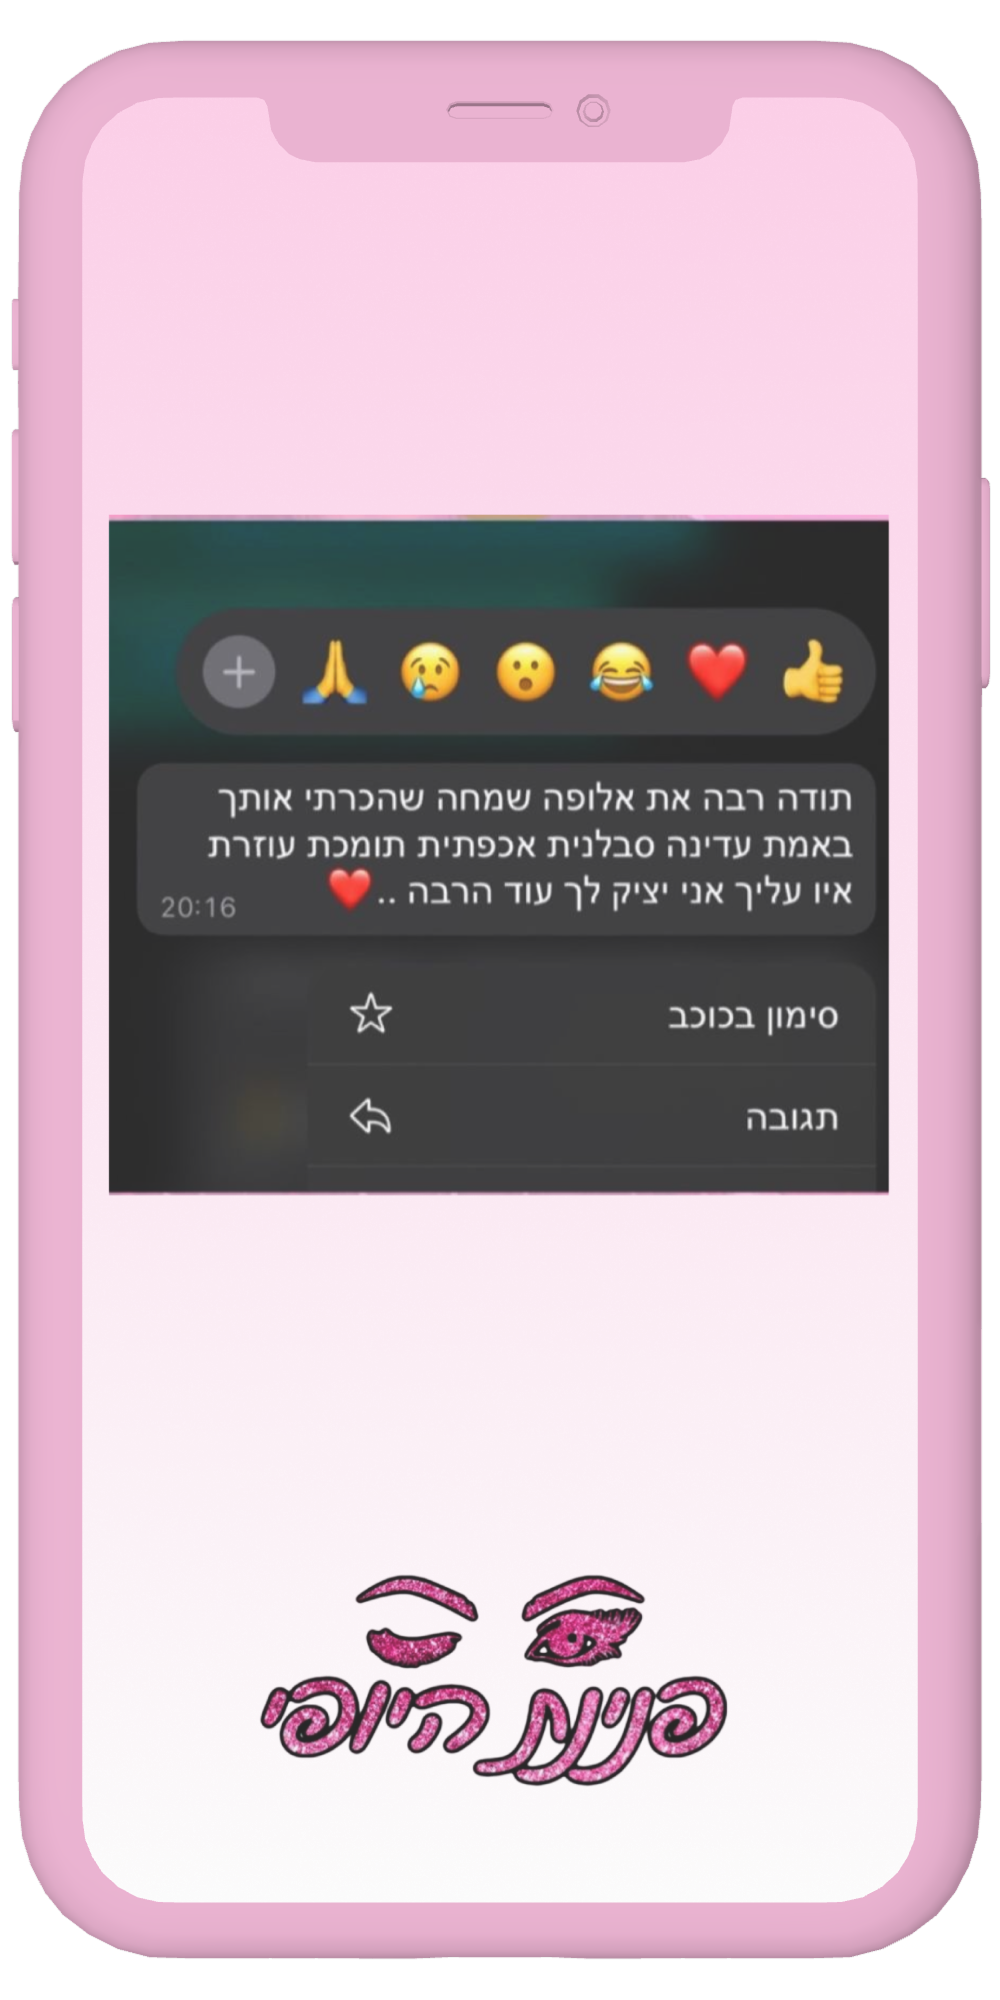 תודה רבה את אלופה שמחה שהכרתי אותך
באמת עדינה סבלנית אכפתית תומכת עוזרת
איו עליך אני יציק לך עוד הרבה .. ❤️
20:16
סימון בכוכב
תגובה
פנינת היופי